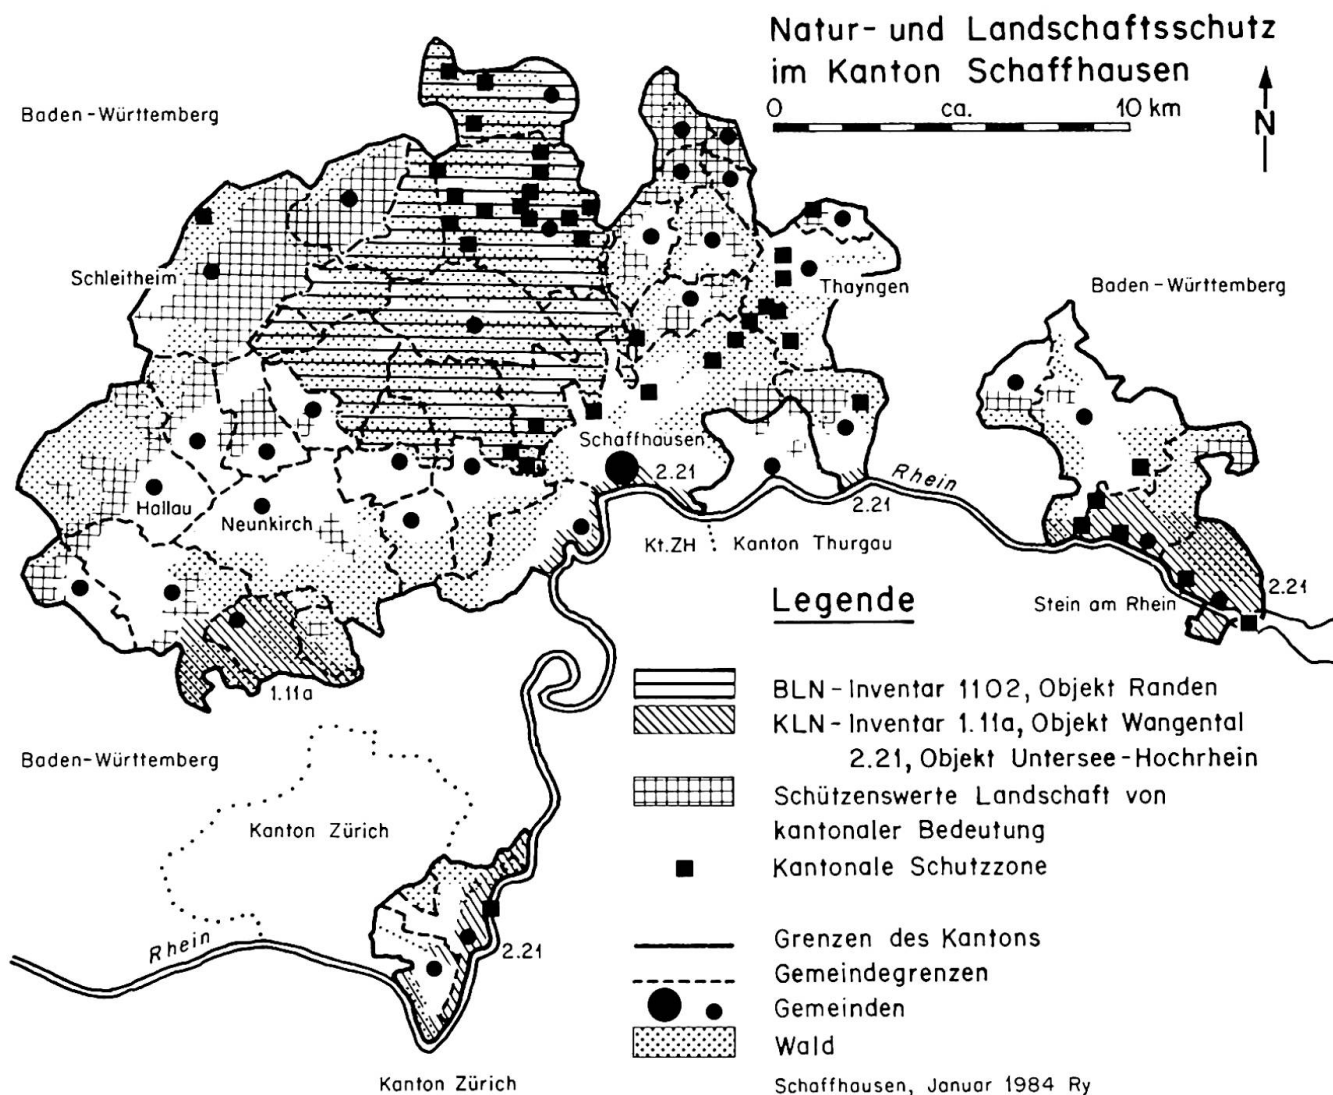 Natur- und Landschaftsschutz
im Kanton Schaffhausen
0 ca. 10 km
N
Baden-Württemberg
Schleitheim
Thayngen
Baden-Württemberg
Schaffhausen
2.21
Rhein
2.21
Hallau
Neunkirch
Kt.ZH
Kanton Thurgau
Stein am Rhein
2.21
1.11a
Legende
BLN-Inventar 1102, Objekt Randen
KLN-Inventar 1.11a, Objekt Wangental
2.21, Objekt Untersee-Hochrhein
Schützenswerte Landschaft von
kantonaler Bedeutung
Kantonale Schutzzone
Grenzen des Kantons
Gemeindegrenzen
Gemeinden
Wald
Schaffhausen, Januar 1984 Ry
Baden-Württemberg
Kanton Zürich
Rhein
2.21
Kanton Zürich